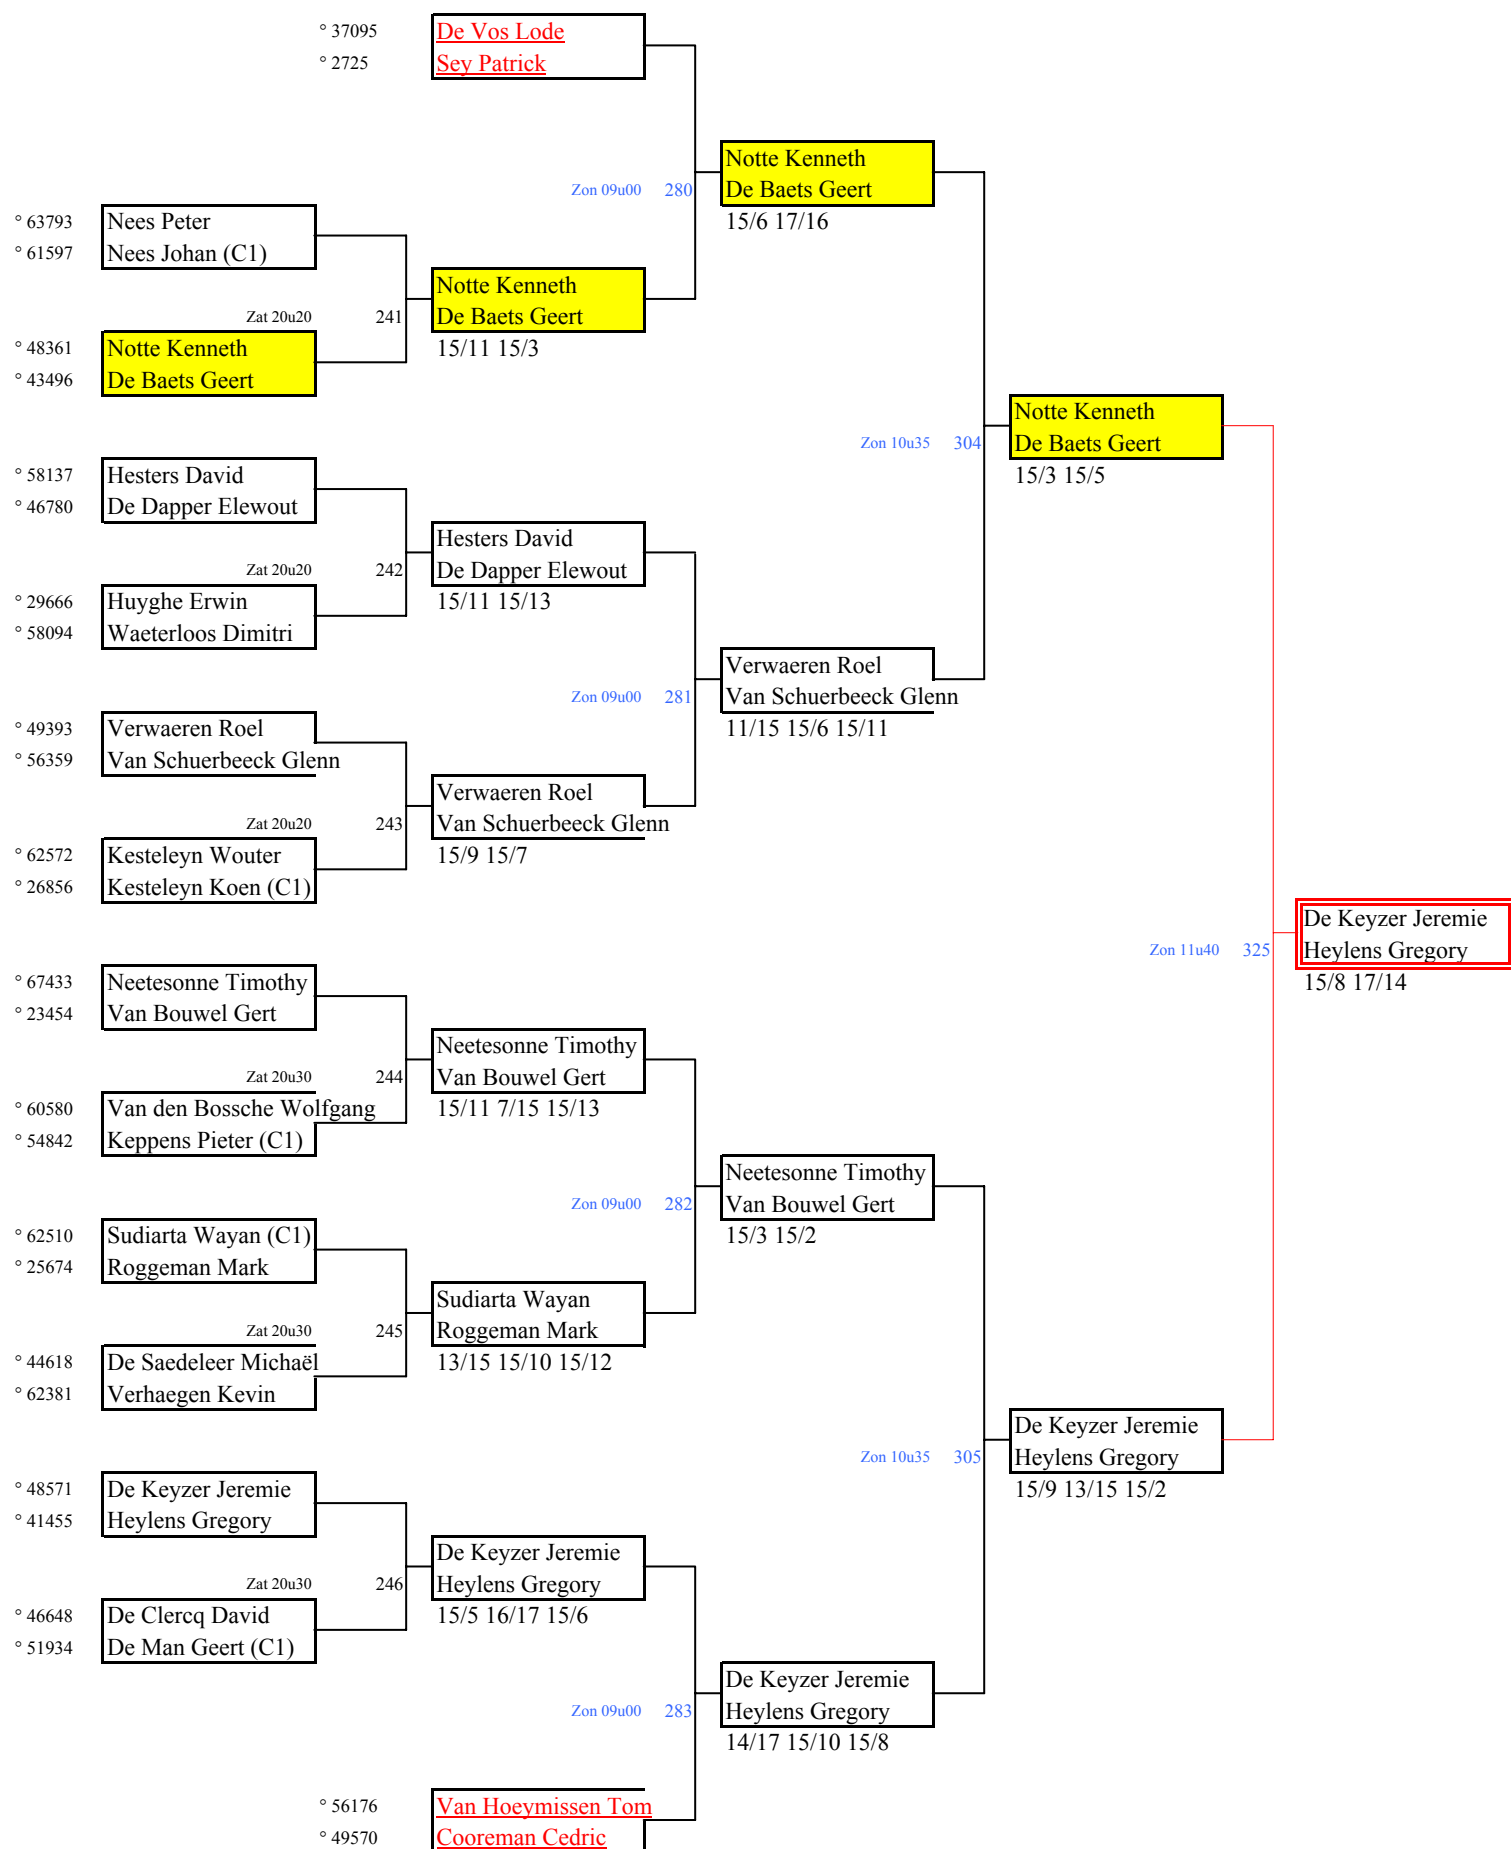 ° 37095 De Vos Lode
° 2725 Sey Patrick
Notte Kenneth
Zon 09u00 280 De Baets Geert
° 63793 Nees Peter 15/6 17/16
° 61597 Nees Johan (C1)
Notte Kenneth
Zat 20u20 241 De Baets Geert
° 48361 Notte Kenneth 15/11 15/3
° 43496 De Baets Geert
Notte Kenneth
Zon 10u35 304 De Baets Geert
° 58137 Hesters David 15/3 15/5
° 46780 De Dapper Elewout
Hesters David
Zat 20u20 242 De Dapper Elewout
° 29666 Huyghe Erwin 15/11 15/13
° 58094 Waeterloos Dimitri
Verwaeren Roel
Zon 09u00 281 Van Schuerbeeck Glenn
° 49393 Verwaeren Roel 11/15 15/6 15/11
° 56359 Van Schuerbeeck Glenn
Verwaeren Roel
Zat 20u20 243 Van Schuerbeeck Glenn
° 62572 Kesteleyn Wouter 15/9 15/7
° 26856 Kesteleyn Koen (C1)
De Keyzer Jeremie
Zon 11u40 325 Heylens Gregory
° 67433 Neetesonne Timothy 15/8 17/14
° 23454 Van Bouwel Gert
Neetesonne Timothy
Zat 20u30 244 Van Bouwel Gert
° 60580 Van den Bossche Wolfgang 15/11 7/15 15/13
° 54842 Keppens Pieter (C1)
Neetesonne Timothy
Zon 09u00 282 Van Bouwel Gert
° 62510 Sudiarta Wayan (C1) 15/3 15/2
° 25674 Roggeman Mark
Sudiarta Wayan
Zat 20u30 245 Roggeman Mark
° 44618 De Saedeleer Michaël 13/15 15/10 15/12
° 62381 Verhaegen Kevin
De Keyzer Jeremie
Zon 10u35 305 Heylens Gregory
° 48571 De Keyzer Jeremie 15/9 13/15 15/2
° 41455 Heylens Gregory
De Keyzer Jeremie
Zat 20u30 246 Heylens Gregory
° 46648 De Clercq David 15/5 16/17 15/6
° 51934 De Man Geert (C1)
De Keyzer Jeremie
Zon 09u00 283 Heylens Gregory
14/17 15/10 15/8
° 56176 Van Hoeymissen Tom
° 49570 Cooreman Cedric